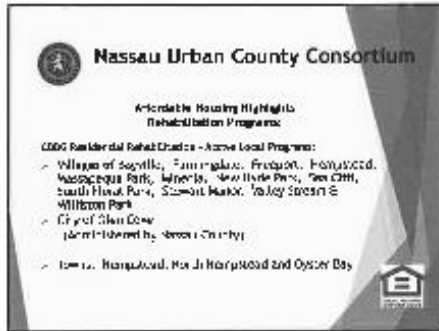 Nassau Urban County Consortium
Affordable Housing Highlights
Rehabilitation Programs:
CDBG Residential Rehabilitation - Active Local Programs:
Villages of Bayville, Farmingdale, Freeport, Hempstead,
Massapequa Park, Mineola, New Hyde Park, Sea Cliff,
South Floral Park, Stewart Manor, Valley Stream &
Williston Park
City of Glen Cove
(Administered by Nassau County)
Towns: Hempstead, North Hempstead and Oyster Bay